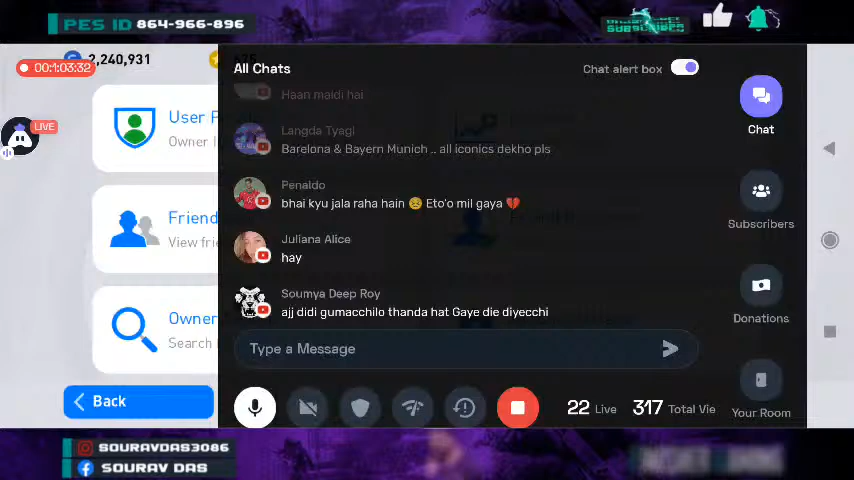 PES ID 864-966-896
SUBSCRIBED
2,240,931
00:1:03:32
LIVE
User P
Owner I
Friend
View frie
Owner
Search
Back
All Chats
Chat alert box
Haan maidi hai
Langda Tyagi
Barelona & Bayern Munich .. all iconics dekho pls
Penaldo
bhai kyu jala raha hain 😣 Eto'o mil gaya 💔
Juliana Alice
hay
Soumya Deep Roy
ajj didi gumacchilo thanda hat Gaye die diyecchi
Type a Message
22 Live
317 Total Vie
Chat
Subscribers
Donations
Your Room
SOURAVDAS3086
SOURAV DAS